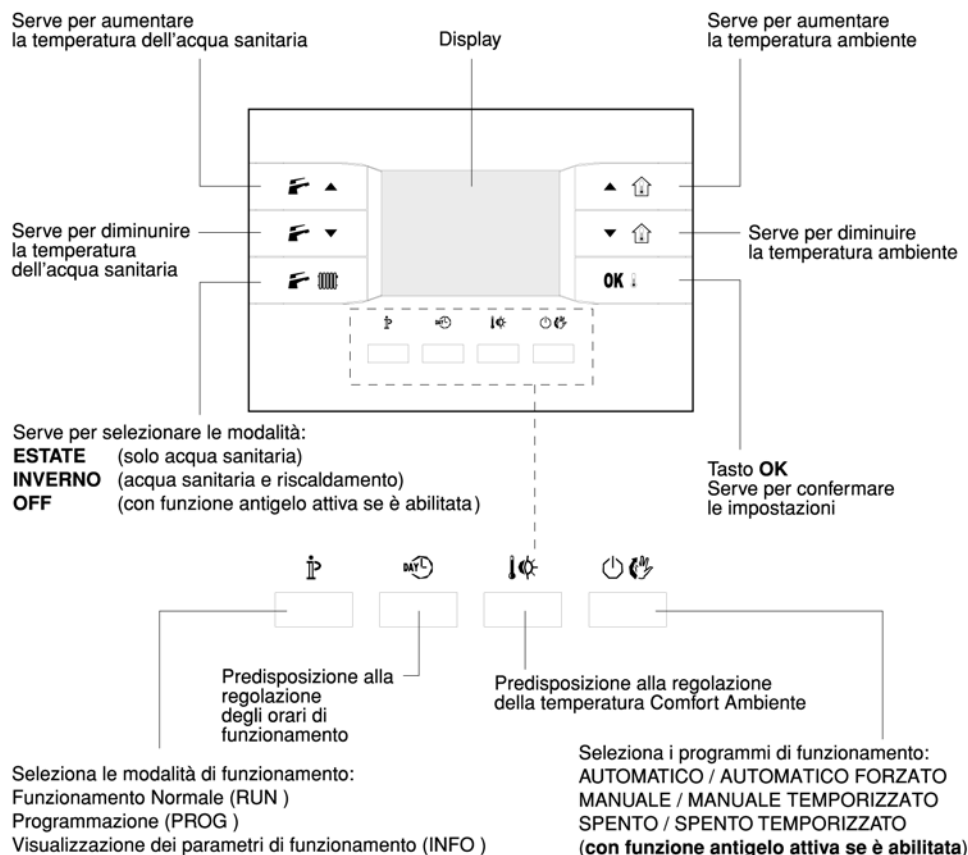 Serve per aumentare
la temperatura dell'acqua sanitaria
Display
Serve per aumentare
la temperatura ambiente
Serve per diminunire
la temperatura
dell'acqua sanitaria
Serve per diminuire
la temperatura ambiente
OK
DAY
Serve per selezionare le modalità:
ESTATE (solo acqua sanitaria)
INVERNO (acqua sanitaria e riscaldamento)
OFF (con funzione antigelo attiva se è abilitata)
Tasto OK
Serve per confermare
le impostazioni
DAY
Predisposizione alla
regolazione
degli orari di
funzionamento
Predisposizione alla regolazione
della temperatura Comfort Ambiente
Seleziona le modalità di funzionamento:
Funzionamento Normale (RUN )
Programmazione (PROG )
Visualizzazione dei parametri di funzionamento (INFO )
Seleziona i programmi di funzionamento:
AUTOMATICO / AUTOMATICO FORZATO
MANUALE / MANUALE TEMPORIZZATO
SPENTO / SPENTO TEMPORIZZATO
(con funzione antigelo attiva se è abilitata)